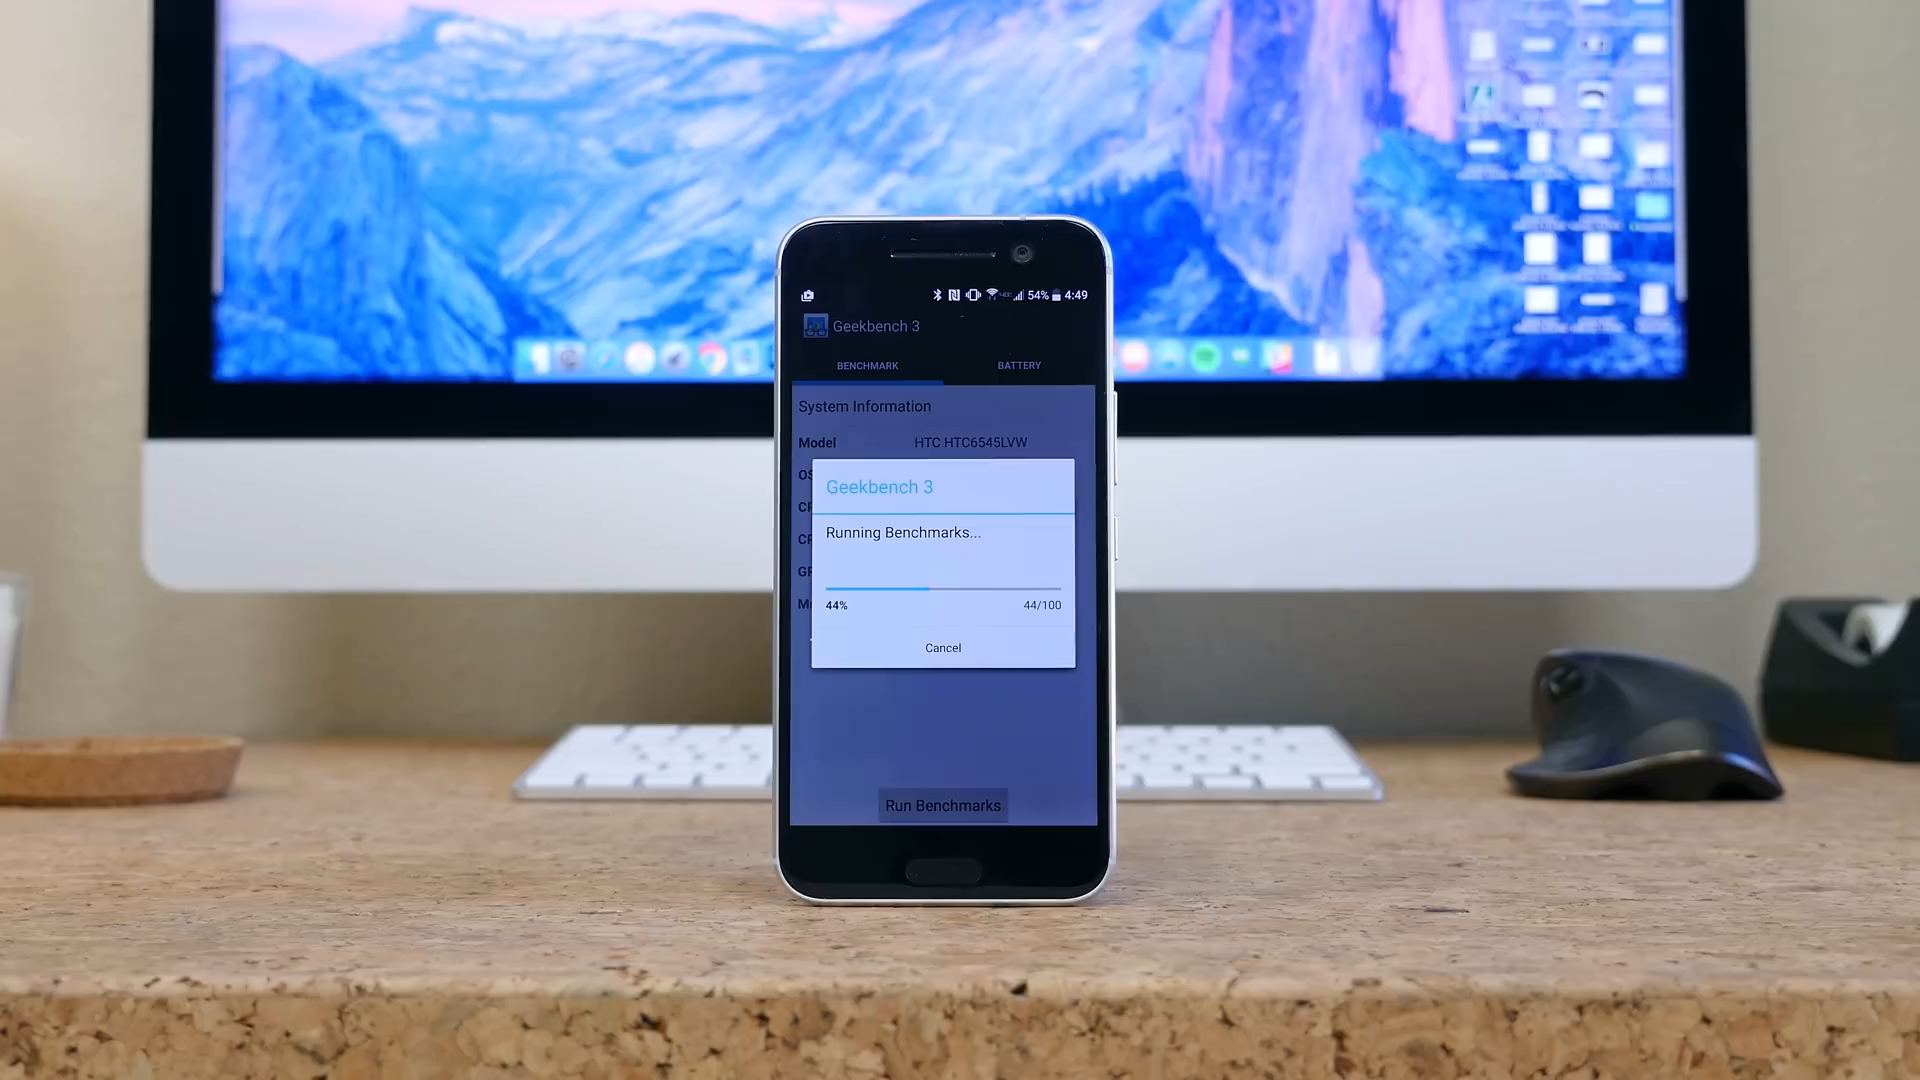 54% 4:49
Geekbench 3
BENCHMARK BATTERY
System Information
Model HTC HTC6545LVW
Geekbench 3
Running Benchmarks...
44% 44/100
Cancel
Run Benchmarks